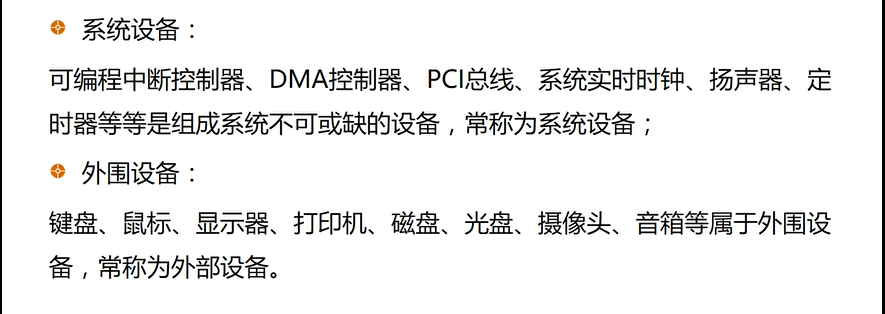 系统设备：
可编程中断控制器、DMA控制器、PCI总线、系统实时时钟、扬声器、定
时器等等是组成系统不可或缺的设备，常称为系统设备；
外围设备：
键盘、鼠标、显示器、打印机、磁盘、光盘、摄像头、音箱等属于外围设
备，常称为外部设备。